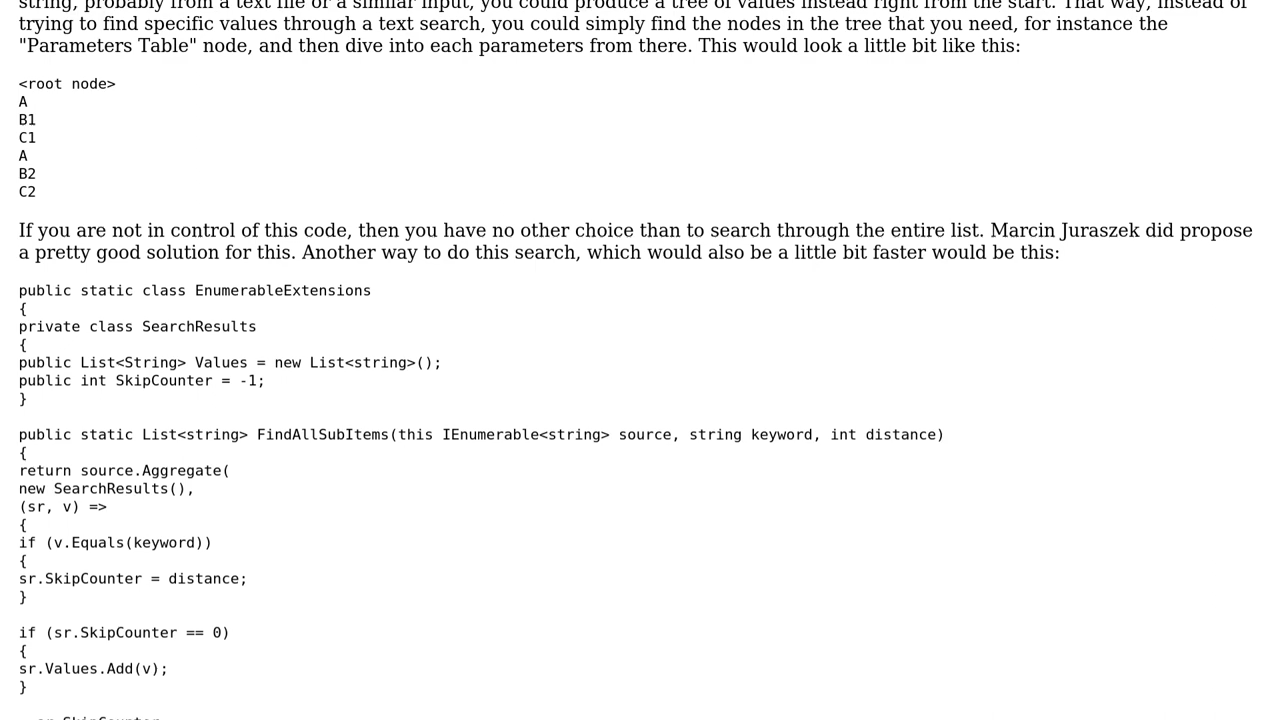 string, probably from a text file or a similar input, you could produce a tree of values instead right from the start. That way, instead of
trying to find specific values through a text search, you could simply find the nodes in the tree that you need, for instance the
"Parameters Table" node, and then dive into each parameters from there. This would look a little bit like this:
<root node>
A
B1
C1
A
B2
C2
If you are not in control of this code, then you have no other choice than to search through the entire list. Marcin Juraszek did propose
a pretty good solution for this. Another way to do this search, which would also be a little bit faster would be this:
public static class EnumerableExtensions
{
private class SearchResults
{
public List<String> Values = new List<string>();
public int SkipCounter = -1;
}
public static List<string> FindAllSubItems(this IEnumerable<string> source, string keyword, int distance)
{
return source.Aggregate(
new SearchResults(),
(sr, v) =>
{
if (v.Equals(keyword))
{
sr.SkipCounter = distance;
}
if (sr.SkipCounter == 0)
{
sr.Values.Add(v);
}
sr.SkipCounter